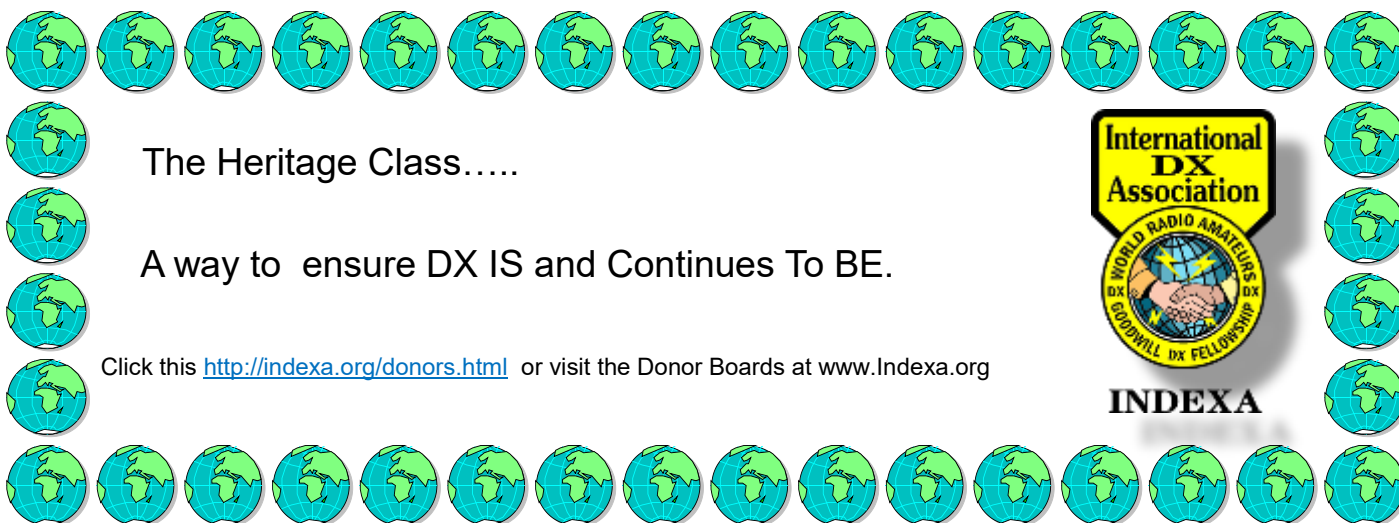 The Heritage Class.....
A way to  ensure DX IS and Continues To BE.
Click this http://indexa.org/donors.html  or visit the Donor Boards at www.Indexa.org
International
DX
Association
WORLD RADIO AMATEURS
DX DX
GOODWILL DX FELLOWSHIP
INDEXA